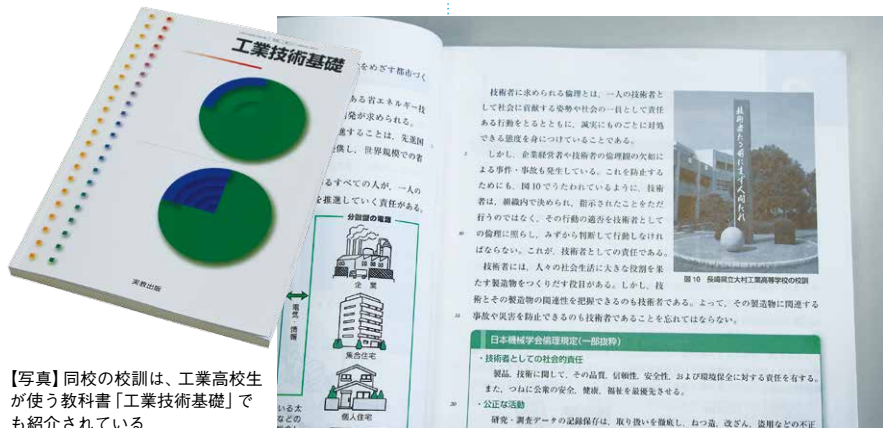 工業技術基礎
実教出版
【写真】同校の校訓は、工業高校生
が使う教科書「工業技術基礎」で
も紹介されている
をめざす都市づく
ある省エネルギー技
発が求められる。
進することは、先進国
供し、世界規模での省
るすべての人が、一人の
を推進していく責任がある。
分散型の電源
企業
電気・情報
集合住宅
個人住宅
いる太
などの
技術者に求められる倫理とは、一人の技術者と
して社会に貢献する姿勢や社会の一員として責任
ある行動をとるとともに、誠実にものごとに対処
できる態度を身につけていることである。
しかし、企業経営者や技術者の倫理観の欠如に
よる事件・事故も発生している。これを防止する
ためにも、図10でうたわれているように、技術
者は、組織内で決められ、指示されたことをただ
行うのではなく、その行動の適否を技術者として
の倫理に照らし、みずから判断して行動しなけれ
ばならない。これが、技術者としての責任である。
技術者には、人々の社会生活に大きな役割を果
たす製造物をつくりだす役目がある。しかし、技
術とその製造物の関連性を把握できるのも技術者である。よって、その製造物に関連する
事故や災害を防止できるのも技術者であることを忘れてはならない。
技術者たる前にまず人間たれ
図10 長崎県立大村工業高等学校の校訓
日本機械学会倫理規定(一部抜粋)
・技術者としての社会的責任
製品、技術に関して、その品質、信頼性、安全性、および環境保全に対する責任を有する。
また、つねに公衆の安全、健康、福祉を最優先させる。
・公正な活動
研究・調査データの記録保存は、取り扱いを徹底し、ねつ造、改ざん、盗用などの不正